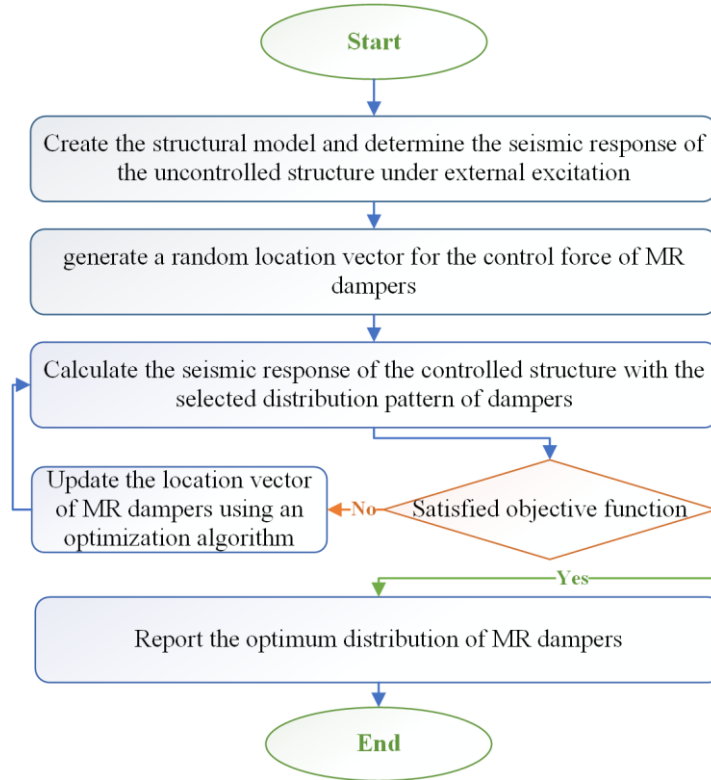 Start
Create the structural model and determine the seismic response of
the uncontrolled structure under external excitation
generate a random location vector for the control force of MR
dampers
Calculate the seismic response of the controlled structure with the
selected distribution pattern of dampers
Update the location vector
of MR dampers using an
optimization algorithm
No
Satisfied objective function
Yes
Report the optimum distribution of MR dampers
End